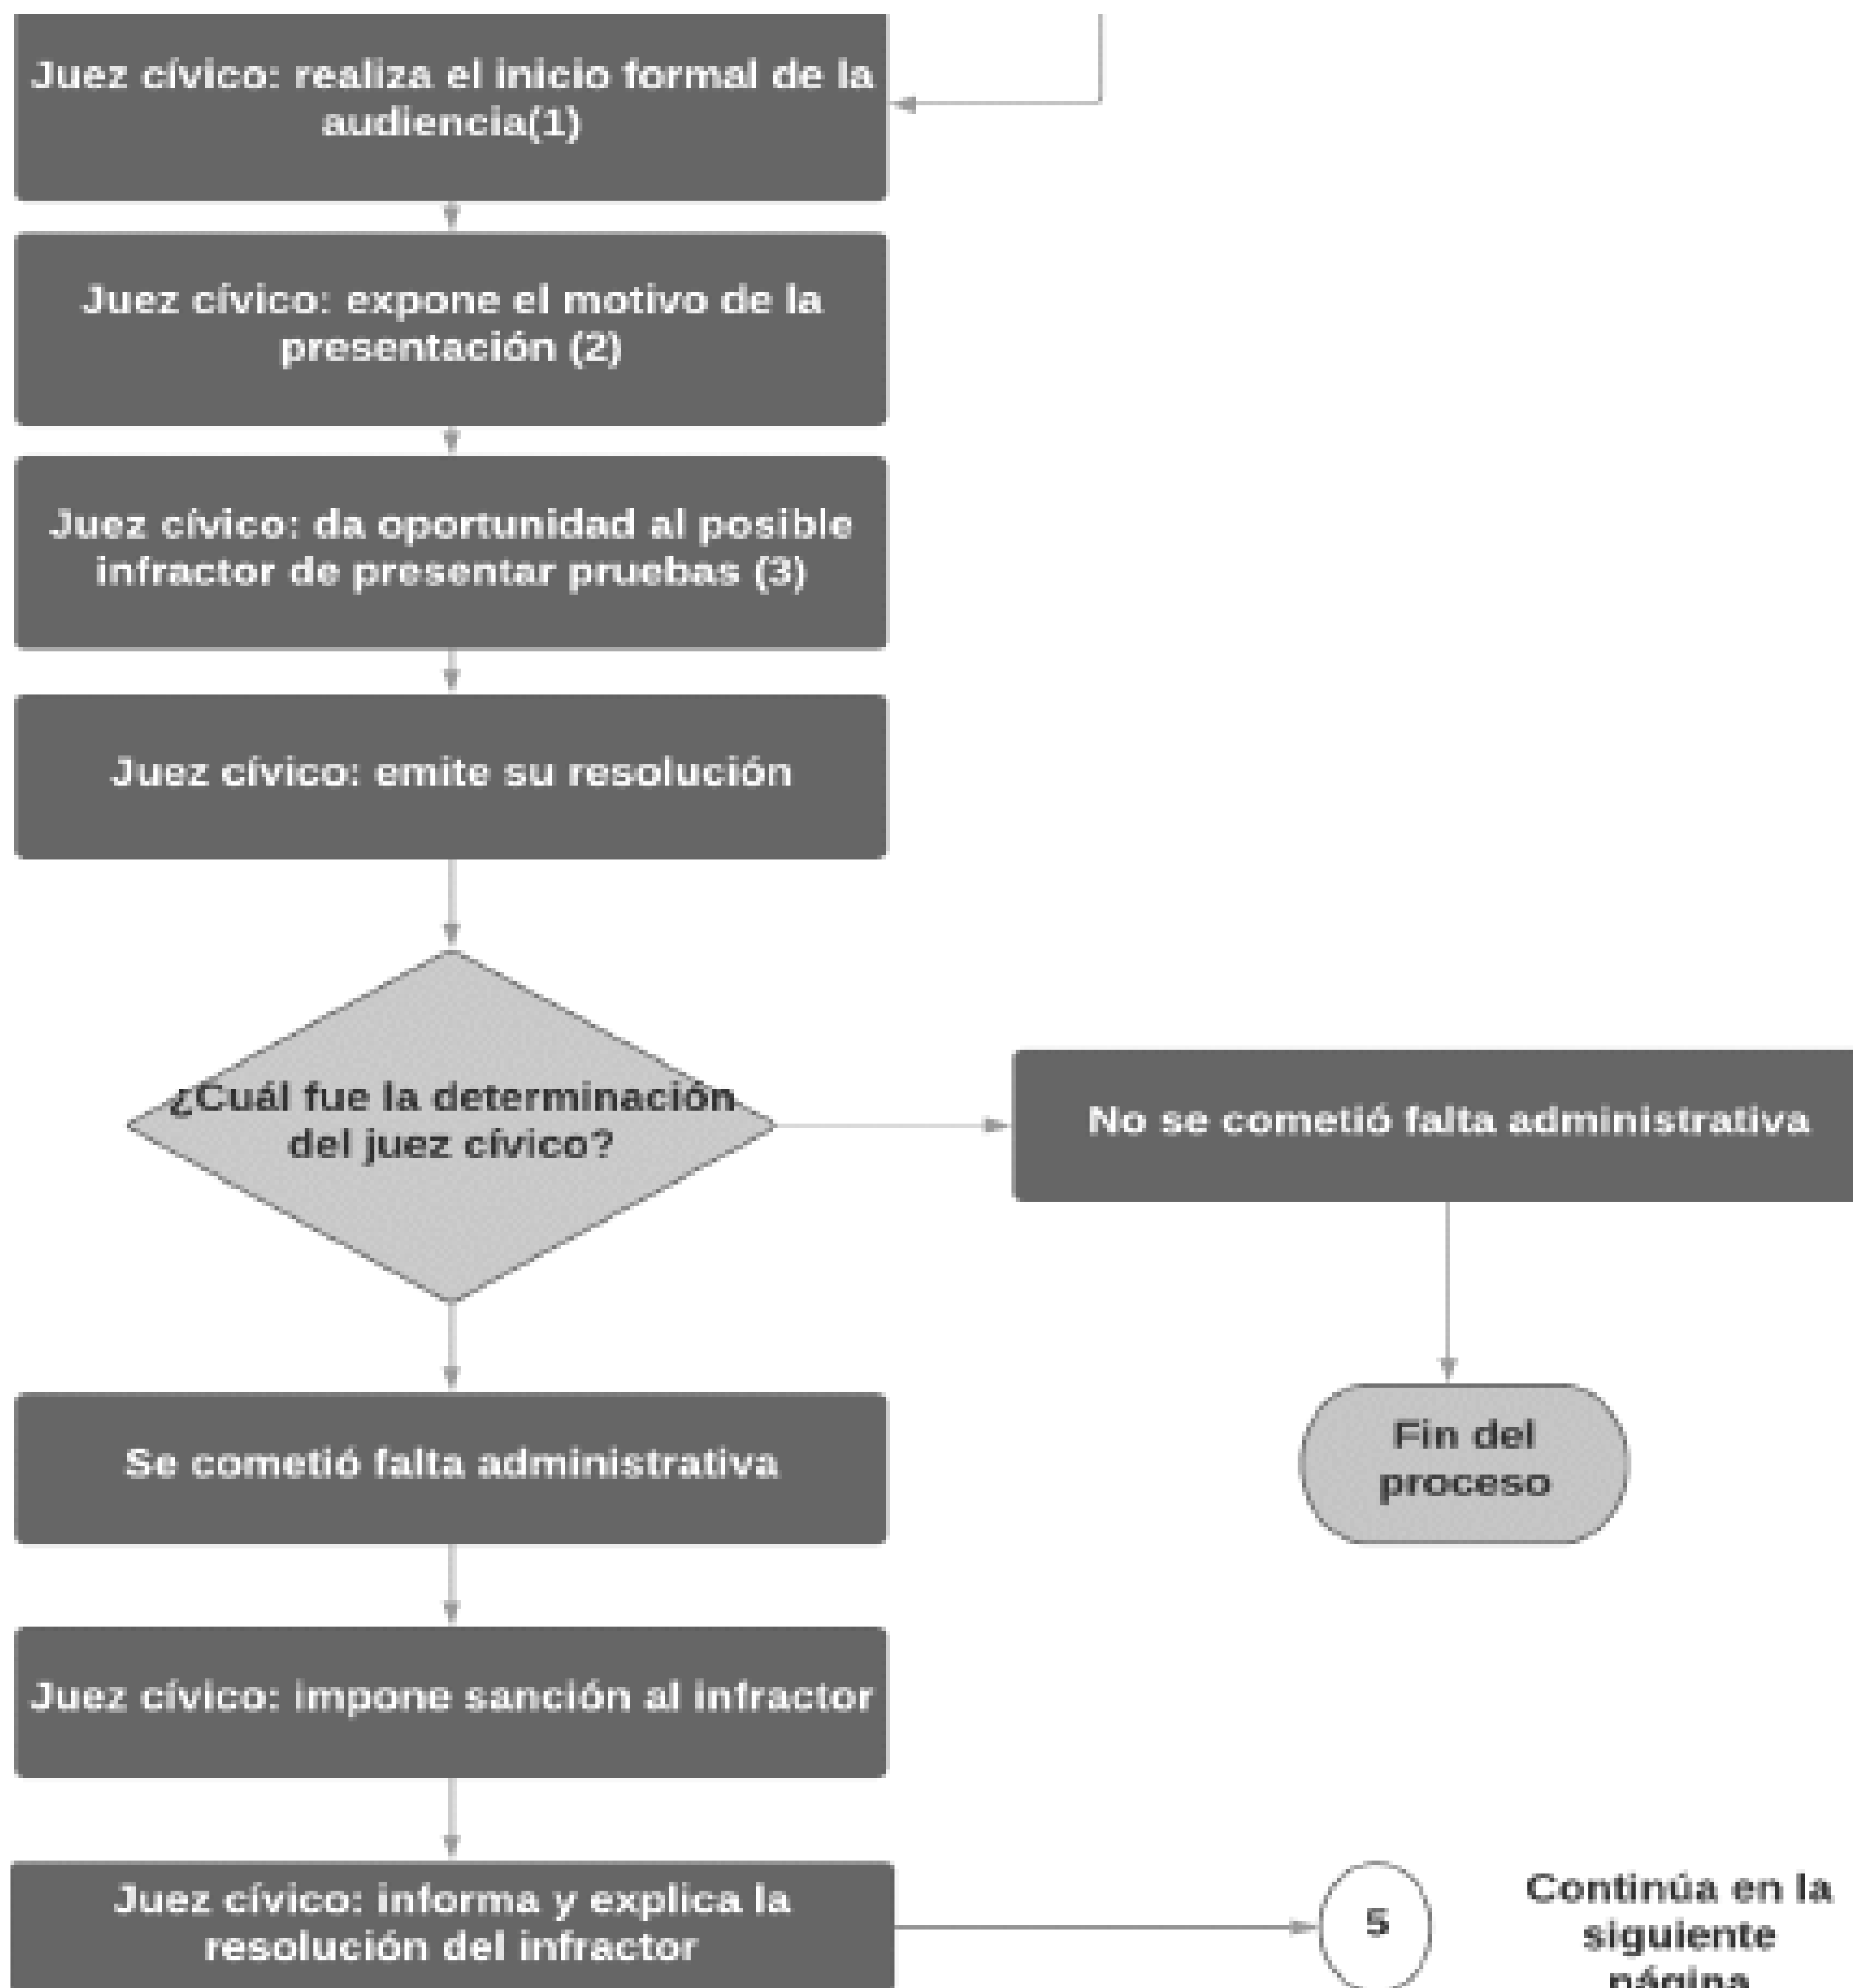 Juez cívico: realiza el inicio formal de la
audiencia(1)
Juez cívico: expone el motivo de la
presentación (2)
Juez cívico: da oportunidad al posible
infractor de presentar pruebas (3)
Juez cívico: emite su resolución
¿Cuál fue la determinación
del juez cívico?
No se cometió falta administrativa
Se cometió falta administrativa
Fin del
proceso
Juez cívico: impone sanción al infractor
Juez cívico: informa y explica la
resolución del infractor
5
Continúa en la
siguiente
página